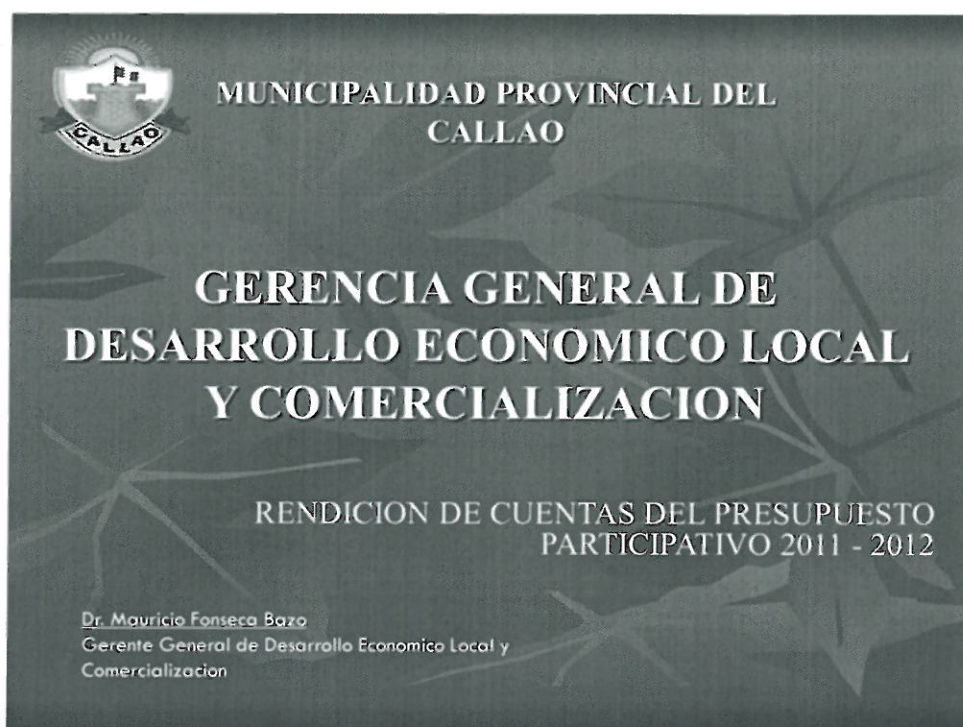 CALLAO
MUNICIPALIDAD PROVINCIAL DEL
CALLAO
GERENCIA GENERAL DE
DESARROLLO ECONOMICO LOCAL
Y COMERCIALIZACION
RENDICION DE CUENTAS DEL PRESUPUESTO
PARTICIPATIVO 2011 - 2012
Dr. Mauricio Fonseca Bazo
Gerente General de Desarrollo Economico Local y
Comercializacion